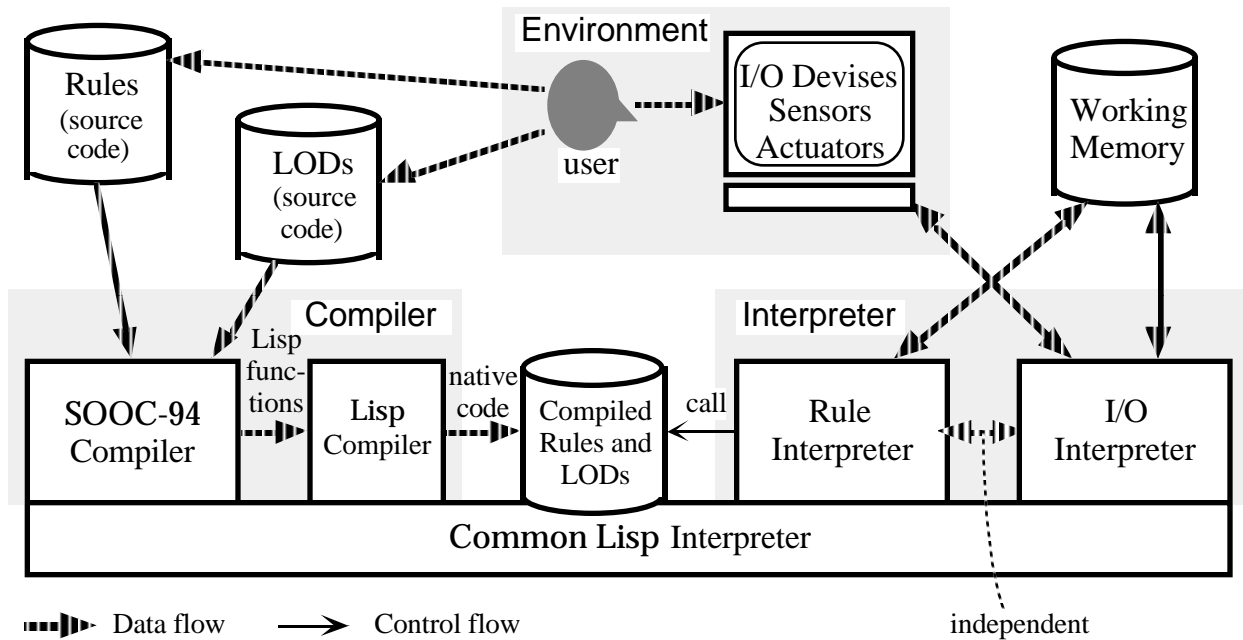 Environment
Rules
(source
code)
LODs
(source
code)
user
I/O Devises
Sensors
Actuators
Working
Memory
Compiler
Interpreter
SOOC-94
Compiler
Lisp
func-
tions
Lisp
Compiler
native
code
Compiled
Rules and
LODs
call
Rule
Interpreter
I/O
Interpreter
Common Lisp Interpreter
Data flow
Control flow
independent